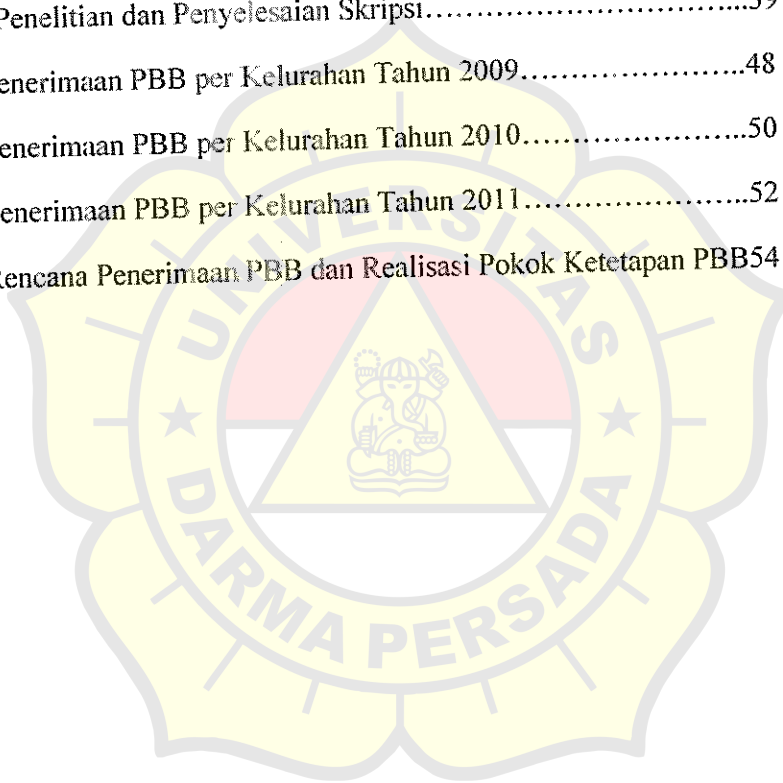 Penelitian dan Penyelesaian Skripsi..............................39
enerimaan PBB per Kelurahan Tahun 2009.......................48
enerimaan PBB per Kelurahan Tahun 2010.......................50
enerimaan PBB per Kelurahan Tahun 2011.......................52
encana Penerimaan PBB dan Realisasi Pokok Ketetapan PBB54
UNIVERSITAS
DARMA PERSADA